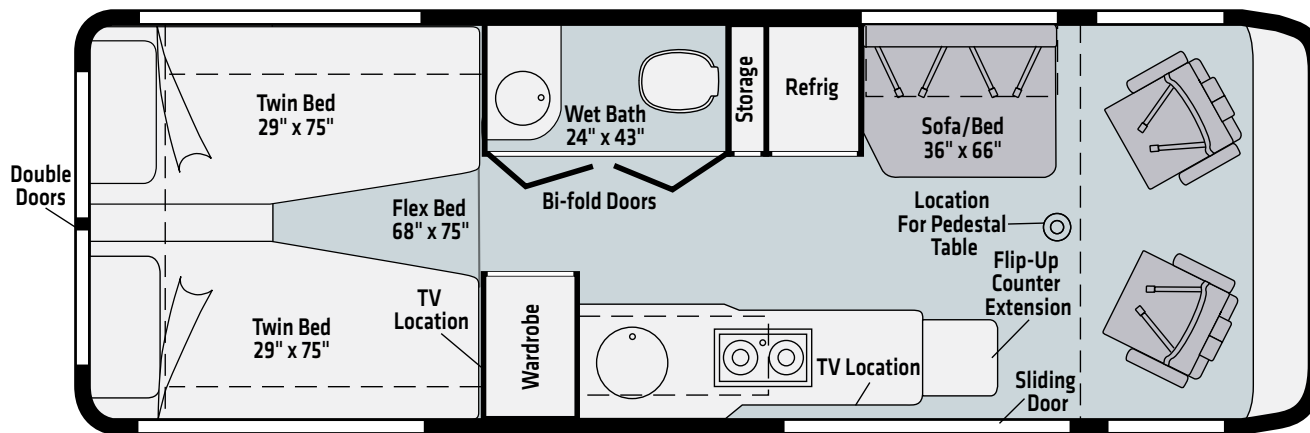 Twin Bed
29" x 75"
Wet Bath
24" x 43"
Storage
Refrig
Sofa/Bed
36" x 66"
Double
Doors
Flex Bed
68" x 75"
Bi-fold Doors
Location
For Pedestal
Table
Flip-Up
Counter
Extension
TV
Location
Twin Bed
29" x 75"
Wardrobe
TV Location
Sliding
Door